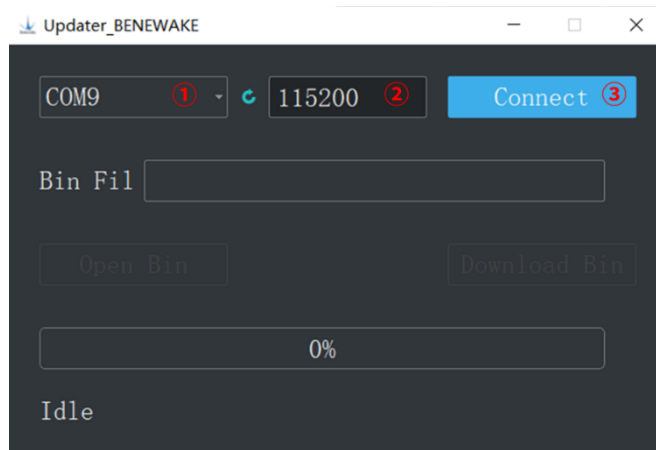 Updater_BENEWAKE
COM9 ① 115200 ② Connect ③
Bin Fil
Open Bin Download Bin
0%
Idle